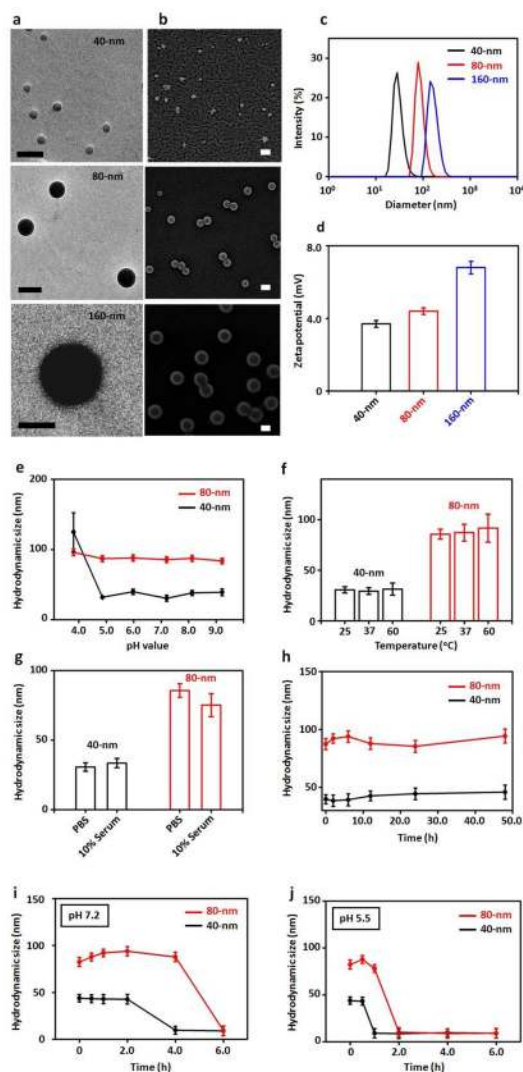 a
b
40-nm
80-nm
160-nm
c
Intensity (%)
30
20
10
0
40-nm
80-nm
160-nm
10⁰ 10¹ 10² 10³ 10⁴
Diameter (nm)
d
Zeta potential (mV)
8.0
4.0
0
40-nm 80-nm 160-nm
e
Hydrodynamic size (nm)
200
100
0
80-nm
40-nm
4.0 5.0 6.0 7.0 8.0 9.0
pH value
f
Hydrodynamic size (nm)
100
50
0
40-nm
80-nm
25 37 60 25 37 60
Temperature (°C)
g
Hydrodynamic size (nm)
100
50
0
40-nm
80-nm
PBS 10% Serum PBS 10% Serum
h
Hydrodynamic size (nm)
150
100
50
80-nm
40-nm
0 10.0 20.0 30.0 40.0 50.0
Time (h)
i
Hydrodynamic size (nm)
150
100
50
0
pH 7.2
80-nm
40-nm
0 2.0 4.0 6.0
Time (h)
j
Hydrodynamic size (nm)
150
100
50
0
pH 5.5
80-nm
40-nm
0 2.0 4.0 6.0
Time (h)